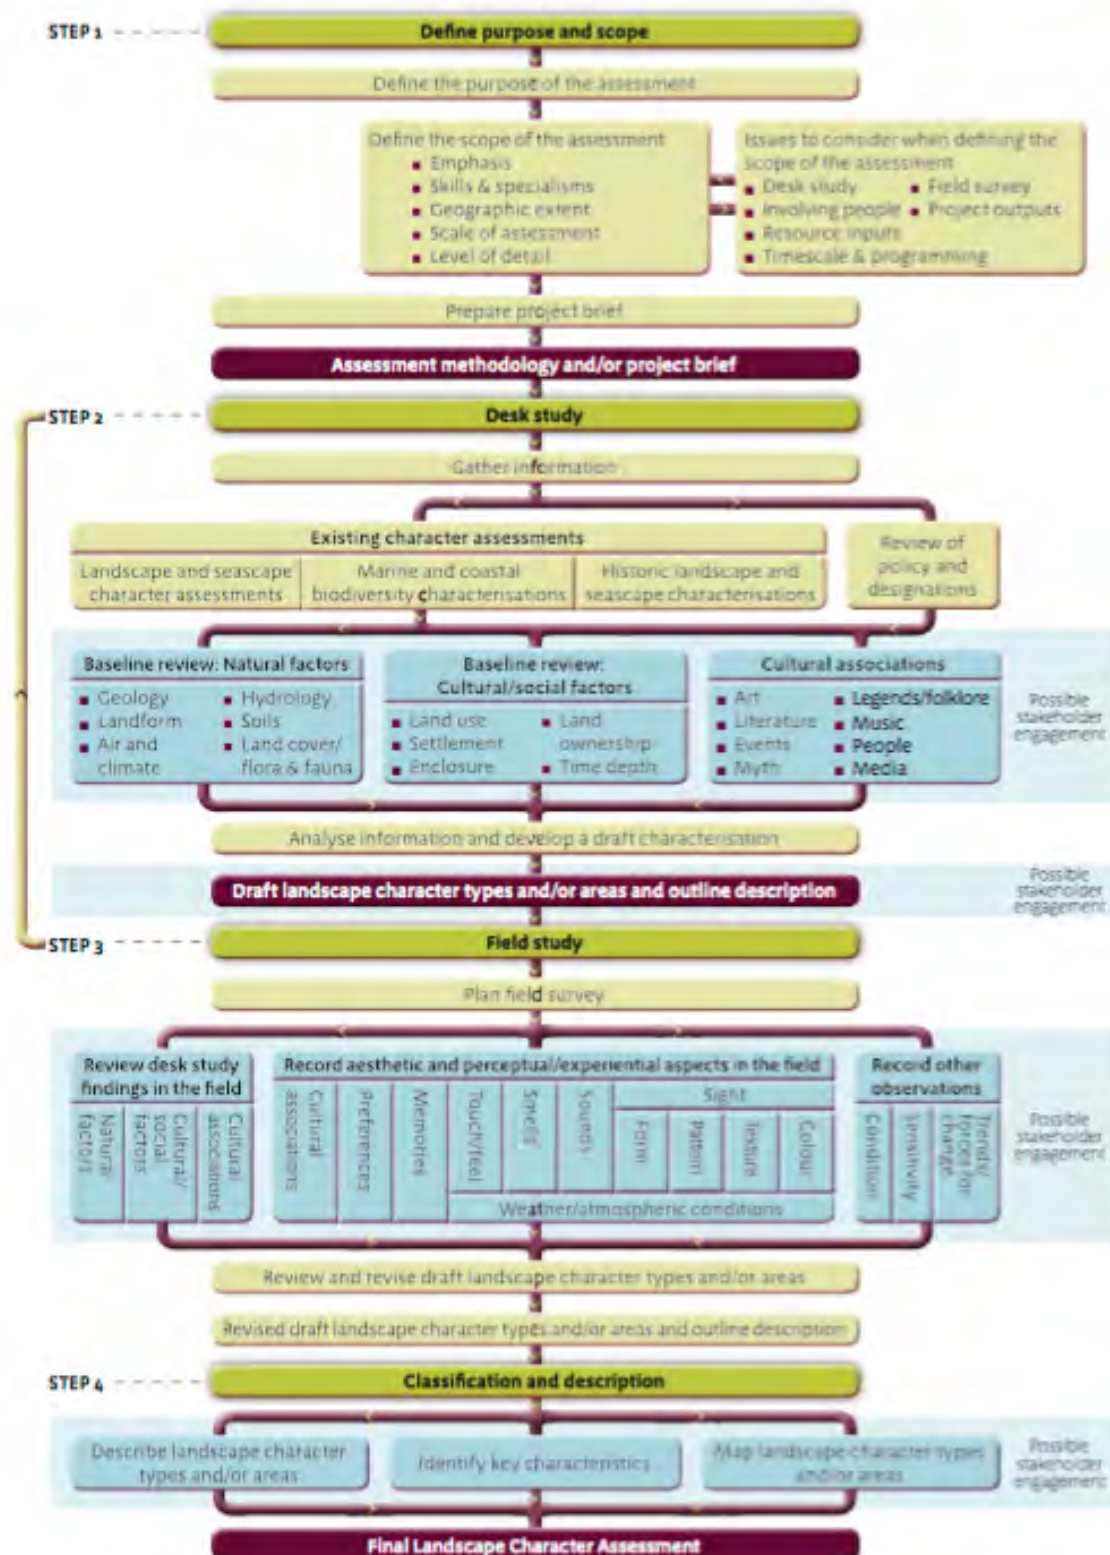 STEP 1
Define purpose and scope
Define the purpose of the assessment
Define the scope of the assessment
Emphasis
Skills & specialisms
Geographic extent
Scale of assessment
Level of detail
Issues to consider when defining the
scope of the assessment
Desk study
Field survey
Involving people
Project outputs
Resource inputs
Timescale & programming
Prepare project brief
Assessment methodology and/or project brief
STEP 2
Desk study
Gather information
Existing character assessments
Landscape and seascape
character assessments
Marine and coastal
biodiversity characterisations
Historic landscape and
seascape characterisations
Review of
policy and
designations
Baseline review: Natural factors
Geology
Landform
Air and
climate
Hydrology
Soils
Land cover/
flora & fauna
Baseline review:
Cultural/social factors
Land use
Settlement
Enclosure
Land
ownership
Time depth
Cultural associations
Art
Literature
Events
Myth
Legends/folklore
Music
People
Media
Possible
stakeholder
engagement
Analyse information and develop a draft characterisation
Draft landscape character types and/or areas and outline description
Possible
stakeholder
engagement
STEP 3
Field study
Plan field survey
Review desk study
findings in the field
Natural
factors
Cultural/
social
factors
Cultural
associations
Record aesthetic and perceptual/experiential aspects in the field
Cultural
associations
Preferences
Memories
Touch/feel
Smells
Sounds
Sight
Form
Pattern
Texture
Colour
Weather/atmospheric conditions
Record other
observations
Condition
Sensitivity
Trends/
forces for
change
Possible
stakeholder
engagement
Review and revise draft landscape character types and/or areas
Revised draft landscape character types and/or areas and outline description
STEP 4
Classification and description
Describe landscape character
types and/or areas
Identify key characteristics
Map landscape character types
and/or areas
Possible
stakeholder
engagement
Final Landscape Character Assessment